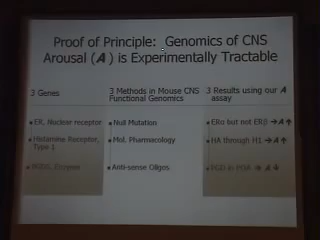 Proof of Principle: Genomics of CNS
Arousal (A) is Experimentally Tractable
3 Genes
3 Methods in Mouse CNS
Functional Genomics
3 Results using our A
assay
ER, Nuclear receptor
Null Mutation
ERα but not ERβ → A ↑
Histamine Receptor,
Type 1
Mol. Pharmacology
HA through H1 → A ↑
Anti-sense Oligos